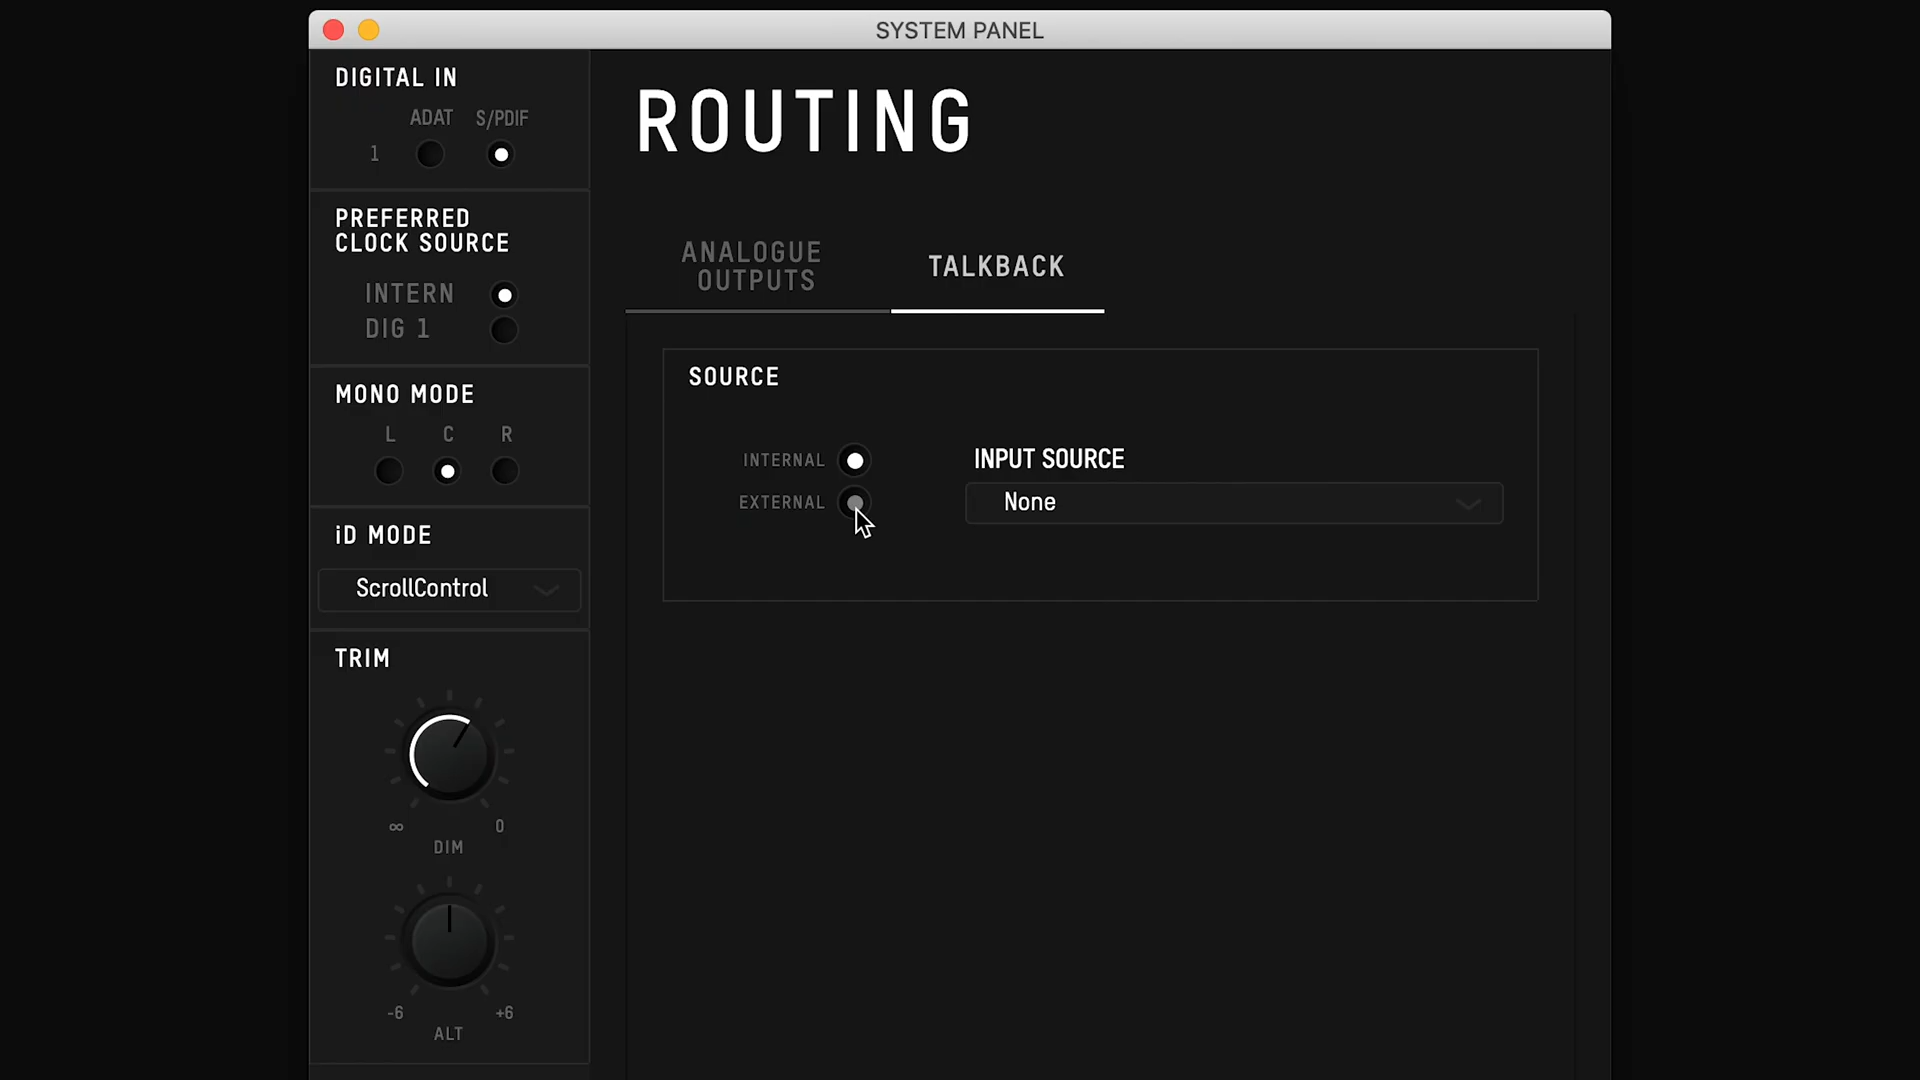 SYSTEM PANEL
DIGITAL IN
ADAT S/PDIF
1
PREFERRED
CLOCK SOURCE
INTERN
DIG 1
MONO MODE
L C R
iD MODE
ScrollControl
TRIM
∞ 0
DIM
-6 +6
ALT
ROUTING
ANALOGUE
OUTPUTS
TALKBACK
SOURCE
INTERNAL
EXTERNAL
INPUT SOURCE
None